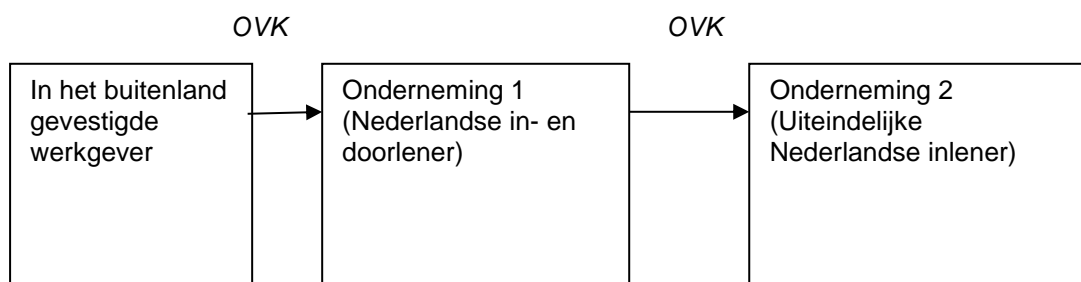 OVK
OVK
In het buitenland
gevestigde
werkgever
Onderneming 1
(Nederlandse in- en
doorlener)
Onderneming 2
(Uiteindelijke
Nederlandse inlener)